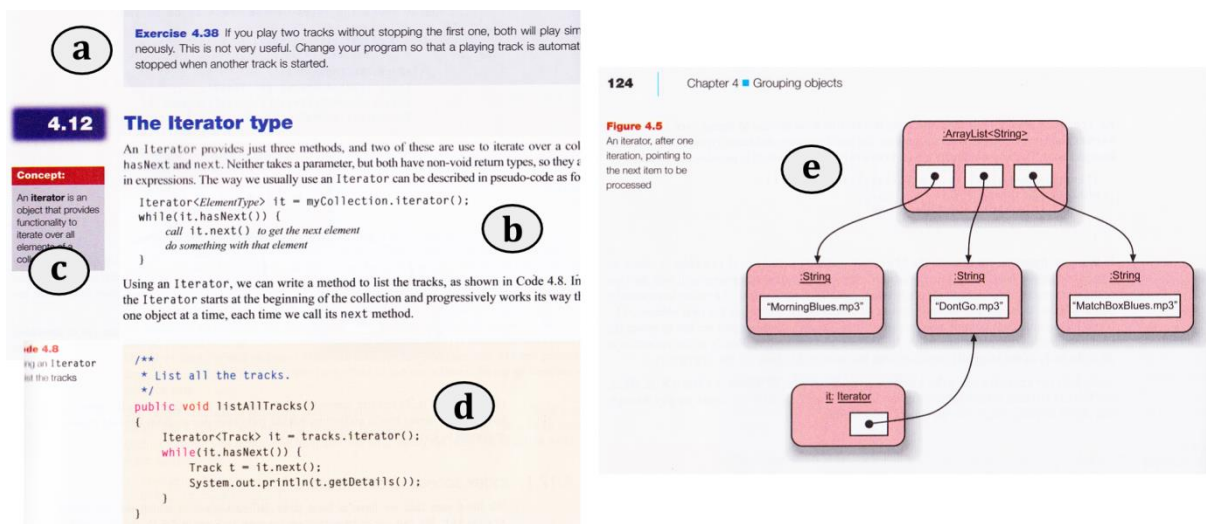 a
Exercise 4.38 If you play two tracks without stopping the first one, both will play sim
neously. This is not very useful. Change your program so that a playing track is automat
stopped when another track is started.
4.12 The Iterator type
An Iterator provides just three methods, and two of these are use to iterate over a col
hasNext and next. Neither takes a parameter, but both have non-void return types, so they a
in expressions. The way we usually use an Iterator can be described in pseudo-code as fo
Concept:
An iterator is an
object that provides
functionality to
iterate over all
elements of a
col
c
Iterator<ElementType> it = myCollection.iterator();
while(it.hasNext()) {
call it.next() to get the next element
do something with that element
}
b
Using an Iterator, we can write a method to list the tracks, as shown in Code 4.8. In
the Iterator starts at the beginning of the collection and progressively works its way th
one object at a time, each time we call its next method.
de 4.8
ng an Iterator
ist the tracks
/**
* List all the tracks.
*/
public void listAllTracks()
{
Iterator<Track> it = tracks.iterator();
while(it.hasNext()) {
Track t = it.next();
System.out.println(t.getDetails());
}
}
d
124 Chapter 4 ■ Grouping objects
Figure 4.5
An iterator, after one
iteration, pointing to
the next item to be
processed
e
:ArrayList<String>
:String
"MorningBlues.mp3"
:String
"DontGo.mp3"
:String
"MatchBoxBlues.mp3"
it: Iterator